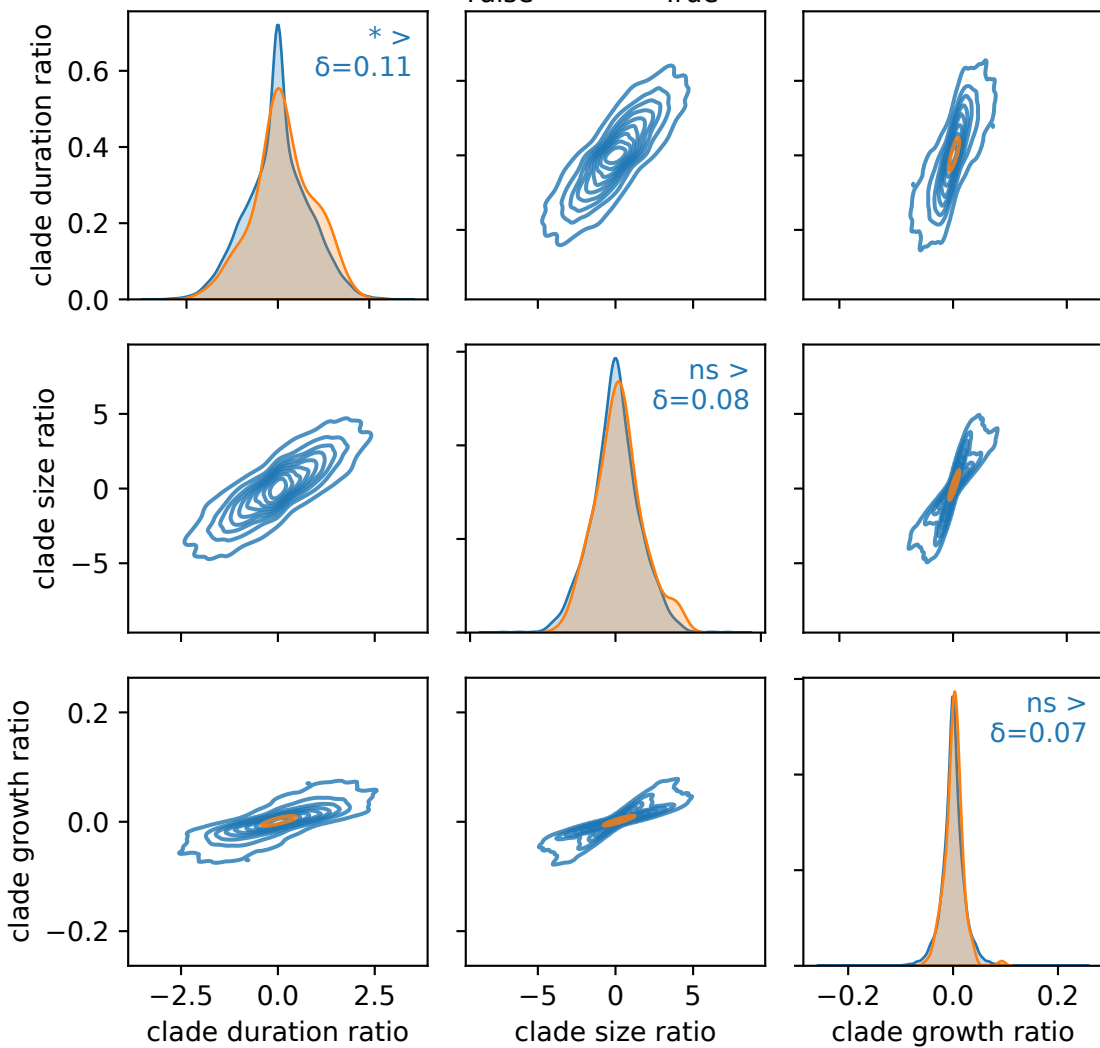 clade duration ratio
0.6
0.4
0.2
0.0
* >
δ=0.11
clade size ratio
5
0
−5
ns >
δ=0.08
clade growth ratio
0.2
0.0
−0.2
ns >
δ=0.07
−2.5 0.0 2.5
−5 0 5
−0.2 0.0 0.2
clade duration ratio
clade size ratio
clade growth ratio